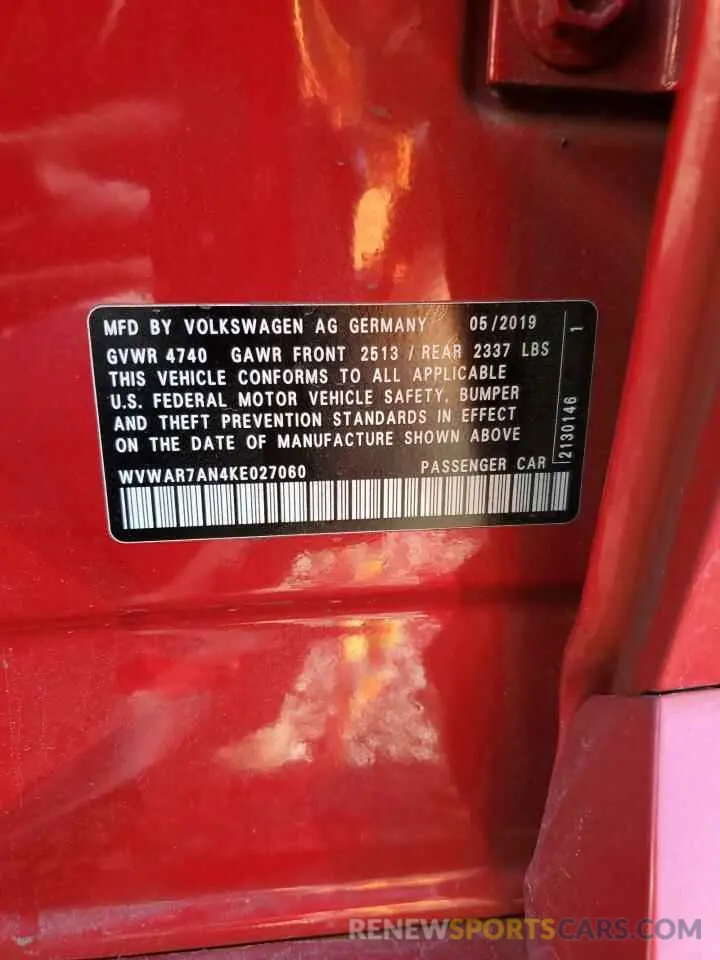 MFD BY VOLKSWAGEN AG GERMANY 05/2019
GVWR 4740 GAWR FRONT 2513 / REAR 2337 LBS
THIS VEHICLE CONFORMS TO ALL APPLICABLE
U.S. FEDERAL MOTOR VEHICLE SAFETY, BUMPER
AND THEFT PREVENTION STANDARDS IN EFFECT
ON THE DATE OF MANUFACTURE SHOWN ABOVE
WVWAR7AN4KE027060 PASSENGER CAR
2130146 1
RENEWSPORTSCARS.COM